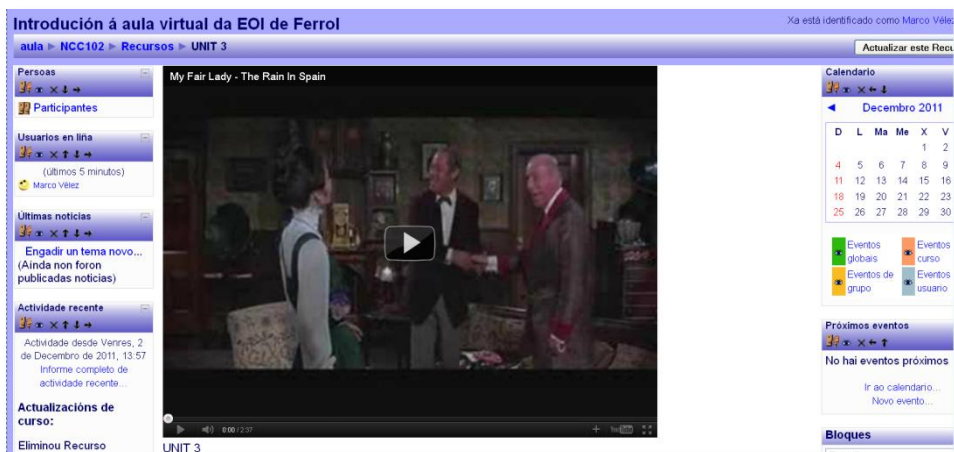 Introdución á aula virtual da EOI de Ferrol
Xa está identificado como Marco Véle
aula ► NCC102 ► Recursos ► UNIT 3
Actualizar este Recu
Persoas
Participantes
Usuarios en liña
(últimos 5 minutos)
Marco Vélez
Últimas noticias
Engadir un tema novo...
(Aínda non foron
publicadas noticias)
Actividade recente
Actividade desde Venres, 2
de Decembro de 2011, 13:57
Informe completo de
actividade recente...
Actualizacións de
curso:
Eliminou Recurso
My Fair Lady - The Rain In Spain
0:00 / 2:37
YouTube
UNIT 3
Calendario
◄ Decembro 2011
D L Ma Me X V
1 2
4 5 6 7 8 9
11 12 13 14 15 16
18 19 20 21 22 23
25 26 27 28 29 30
Eventos globais
Eventos curso
Eventos de grupo
Eventos usuario
Próximos eventos
No hai eventos próximos
Ir ao calendario...
Novo evento...
Bloques